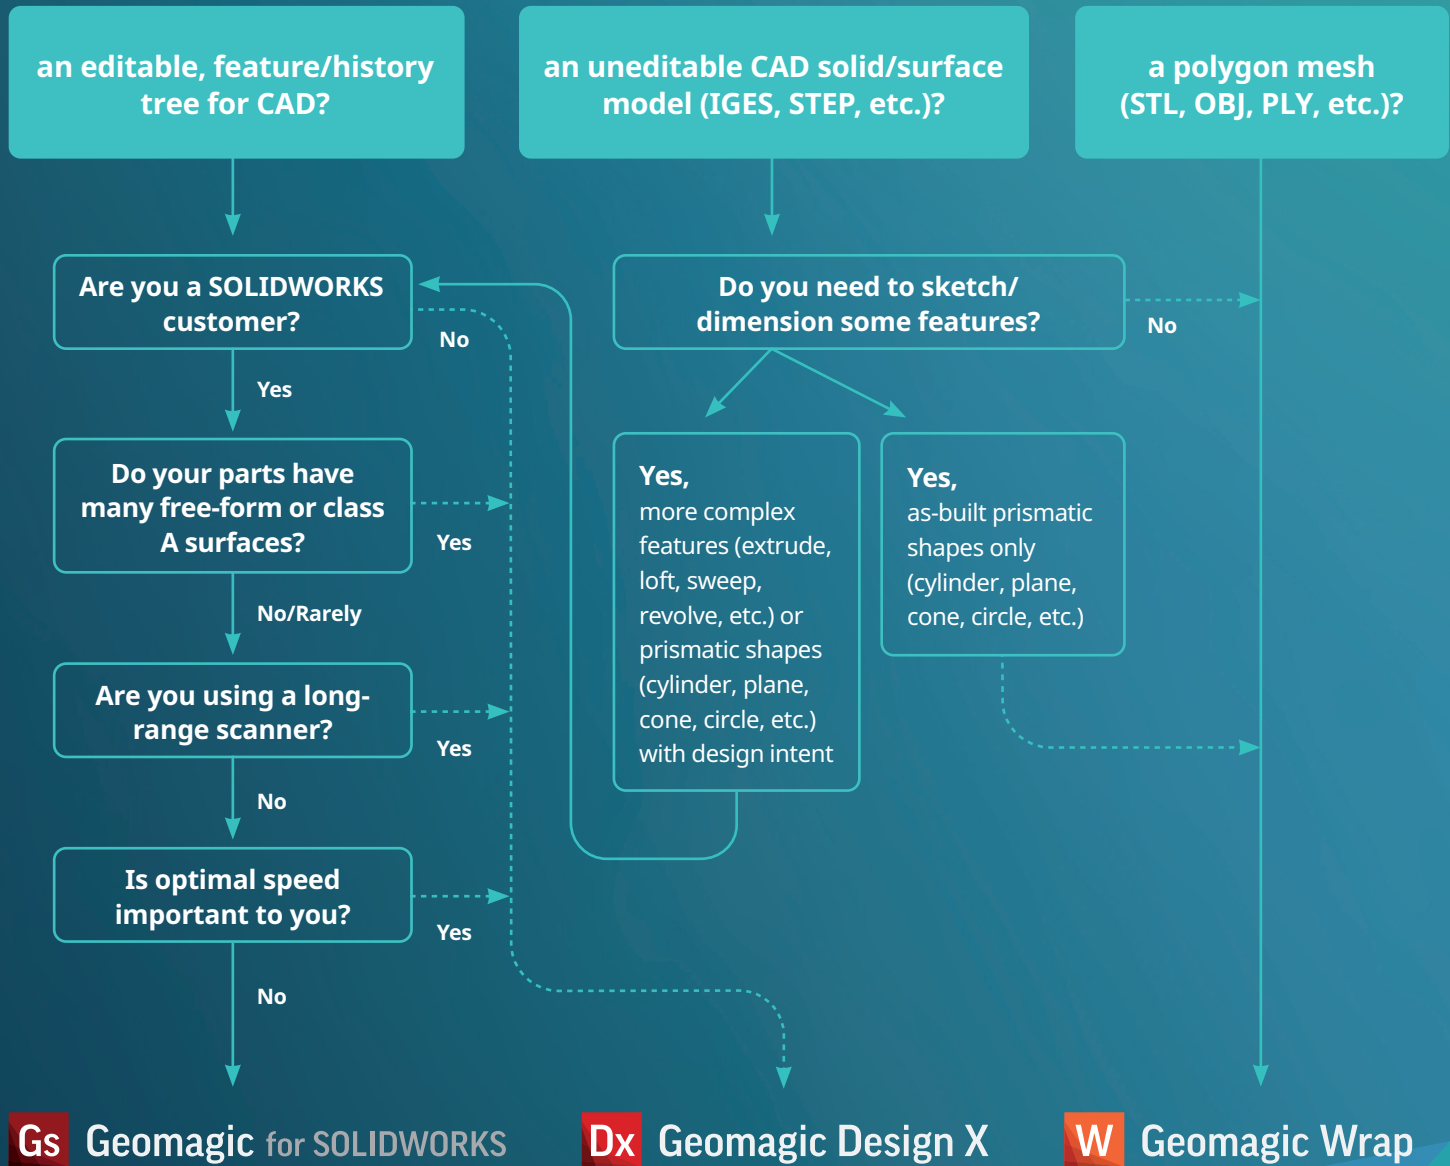 an editable, feature/history
tree for CAD?
an uneditable CAD solid/surface
model (IGES, STEP, etc.)?
a polygon mesh
(STL, OBJ, PLY, etc.)?
Are you a SOLIDWORKS
customer?
No
Yes
Do your parts have
many free-form or class
A surfaces?
Yes
No/Rarely
Are you using a long-
range scanner?
Yes
No
Is optimal speed
important to you?
Yes
No
Do you need to sketch/
dimension some features?
No
Yes,
more complex
features (extrude,
loft, sweep,
revolve, etc.) or
prismatic shapes
(cylinder, plane,
cone, circle, etc.)
with design intent
Yes,
as-built prismatic
shapes only
(cylinder, plane,
cone, circle, etc.)
Gs Geomagic for SOLIDWORKS
Dx Geomagic Design X
W Geomagic Wrap